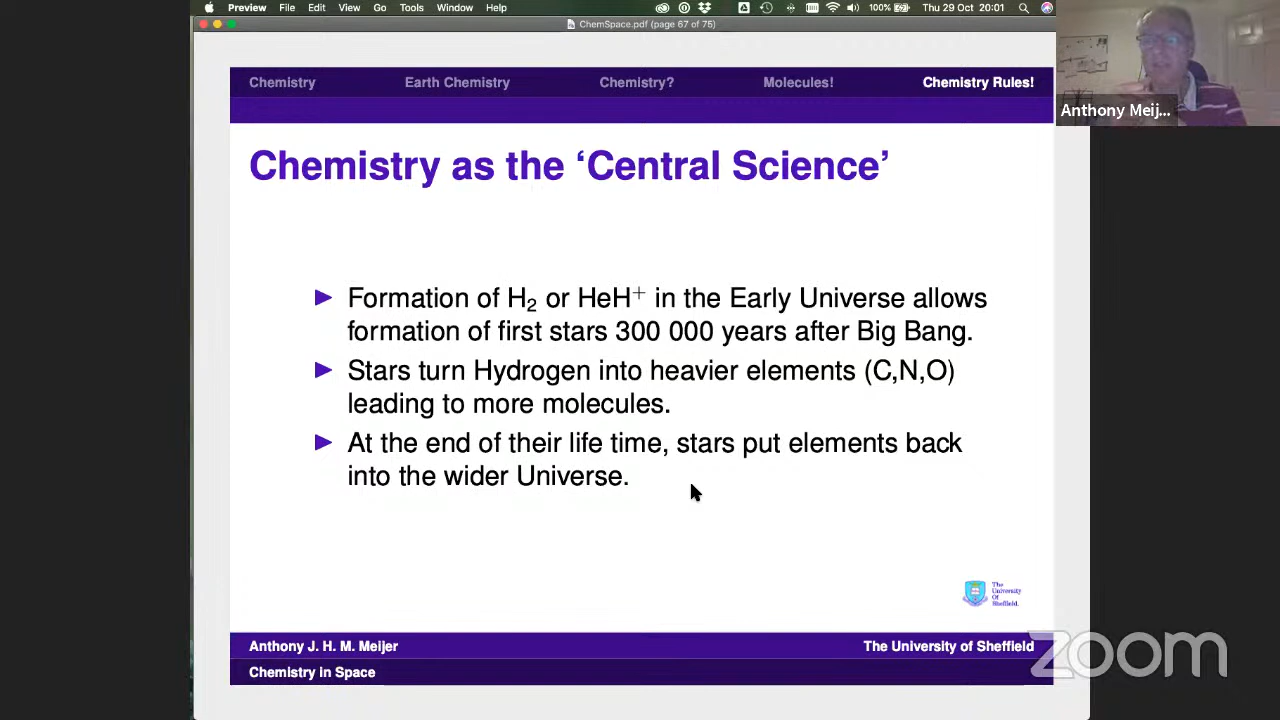 Preview File Edit View Go Tools Window Help 100% Thu 29 Oct 20:01
ChemSpace.pdf (page 67 of 75)
Chemistry Earth Chemistry Chemistry? Molecules! Chemistry Rules!
Anthony Meij...
Chemistry as the ‘Central Science’
▶ Formation of H₂ or HeH⁺ in the Early Universe allows
formation of first stars 300 000 years after Big Bang.
▶ Stars turn Hydrogen into heavier elements (C,N,O)
leading to more molecules.
▶ At the end of their life time, stars put elements back
into the wider Universe.
The
University
Of
Sheffield.
Anthony J. H. M. Meijer The University of Sheffield
Chemistry in Space
zoom